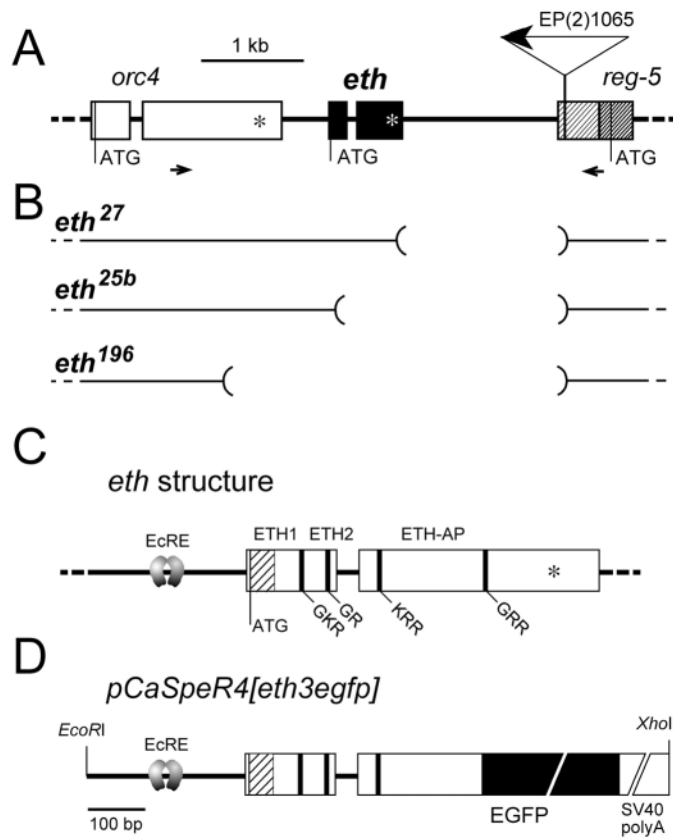 A
EP(2)1065
1 kb
orc4
eth
reg-5
*
*
ATG
ATG
ATG
B
eth27
eth25b
eth196
C
eth structure
EcRE
ETH1
ETH2
ETH-AP
*
ATG
GKR
GR
KRR
GRR
D
pCaSpeR4[eth3egfp]
EcoRI
XhoI
EcRE
100 bp
EGFP
SV40
polyA